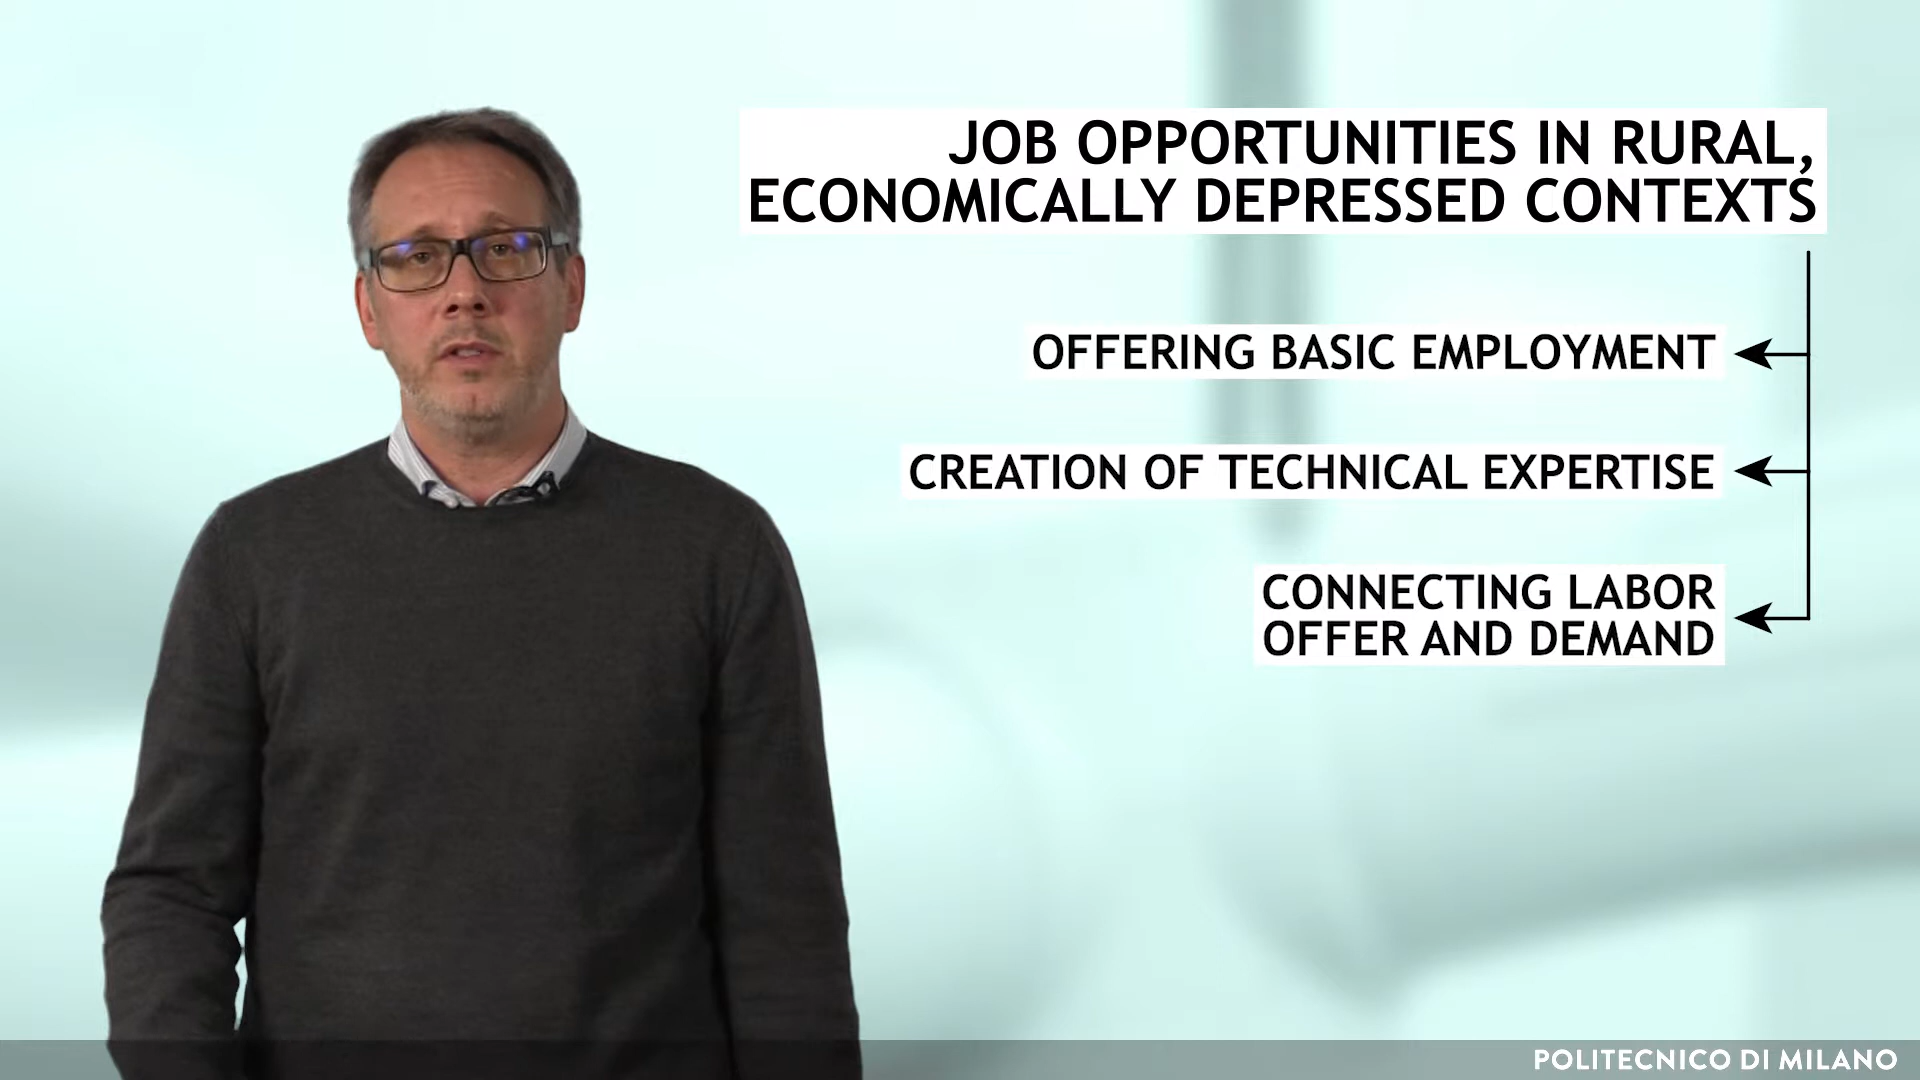 JOB OPPORTUNITIES IN RURAL,
ECONOMICALLY DEPRESSED CONTEXTS
OFFERING BASIC EMPLOYMENT
CREATION OF TECHNICAL EXPERTISE
CONNECTING LABOR
OFFER AND DEMAND
POLITECNICO DI MILANO